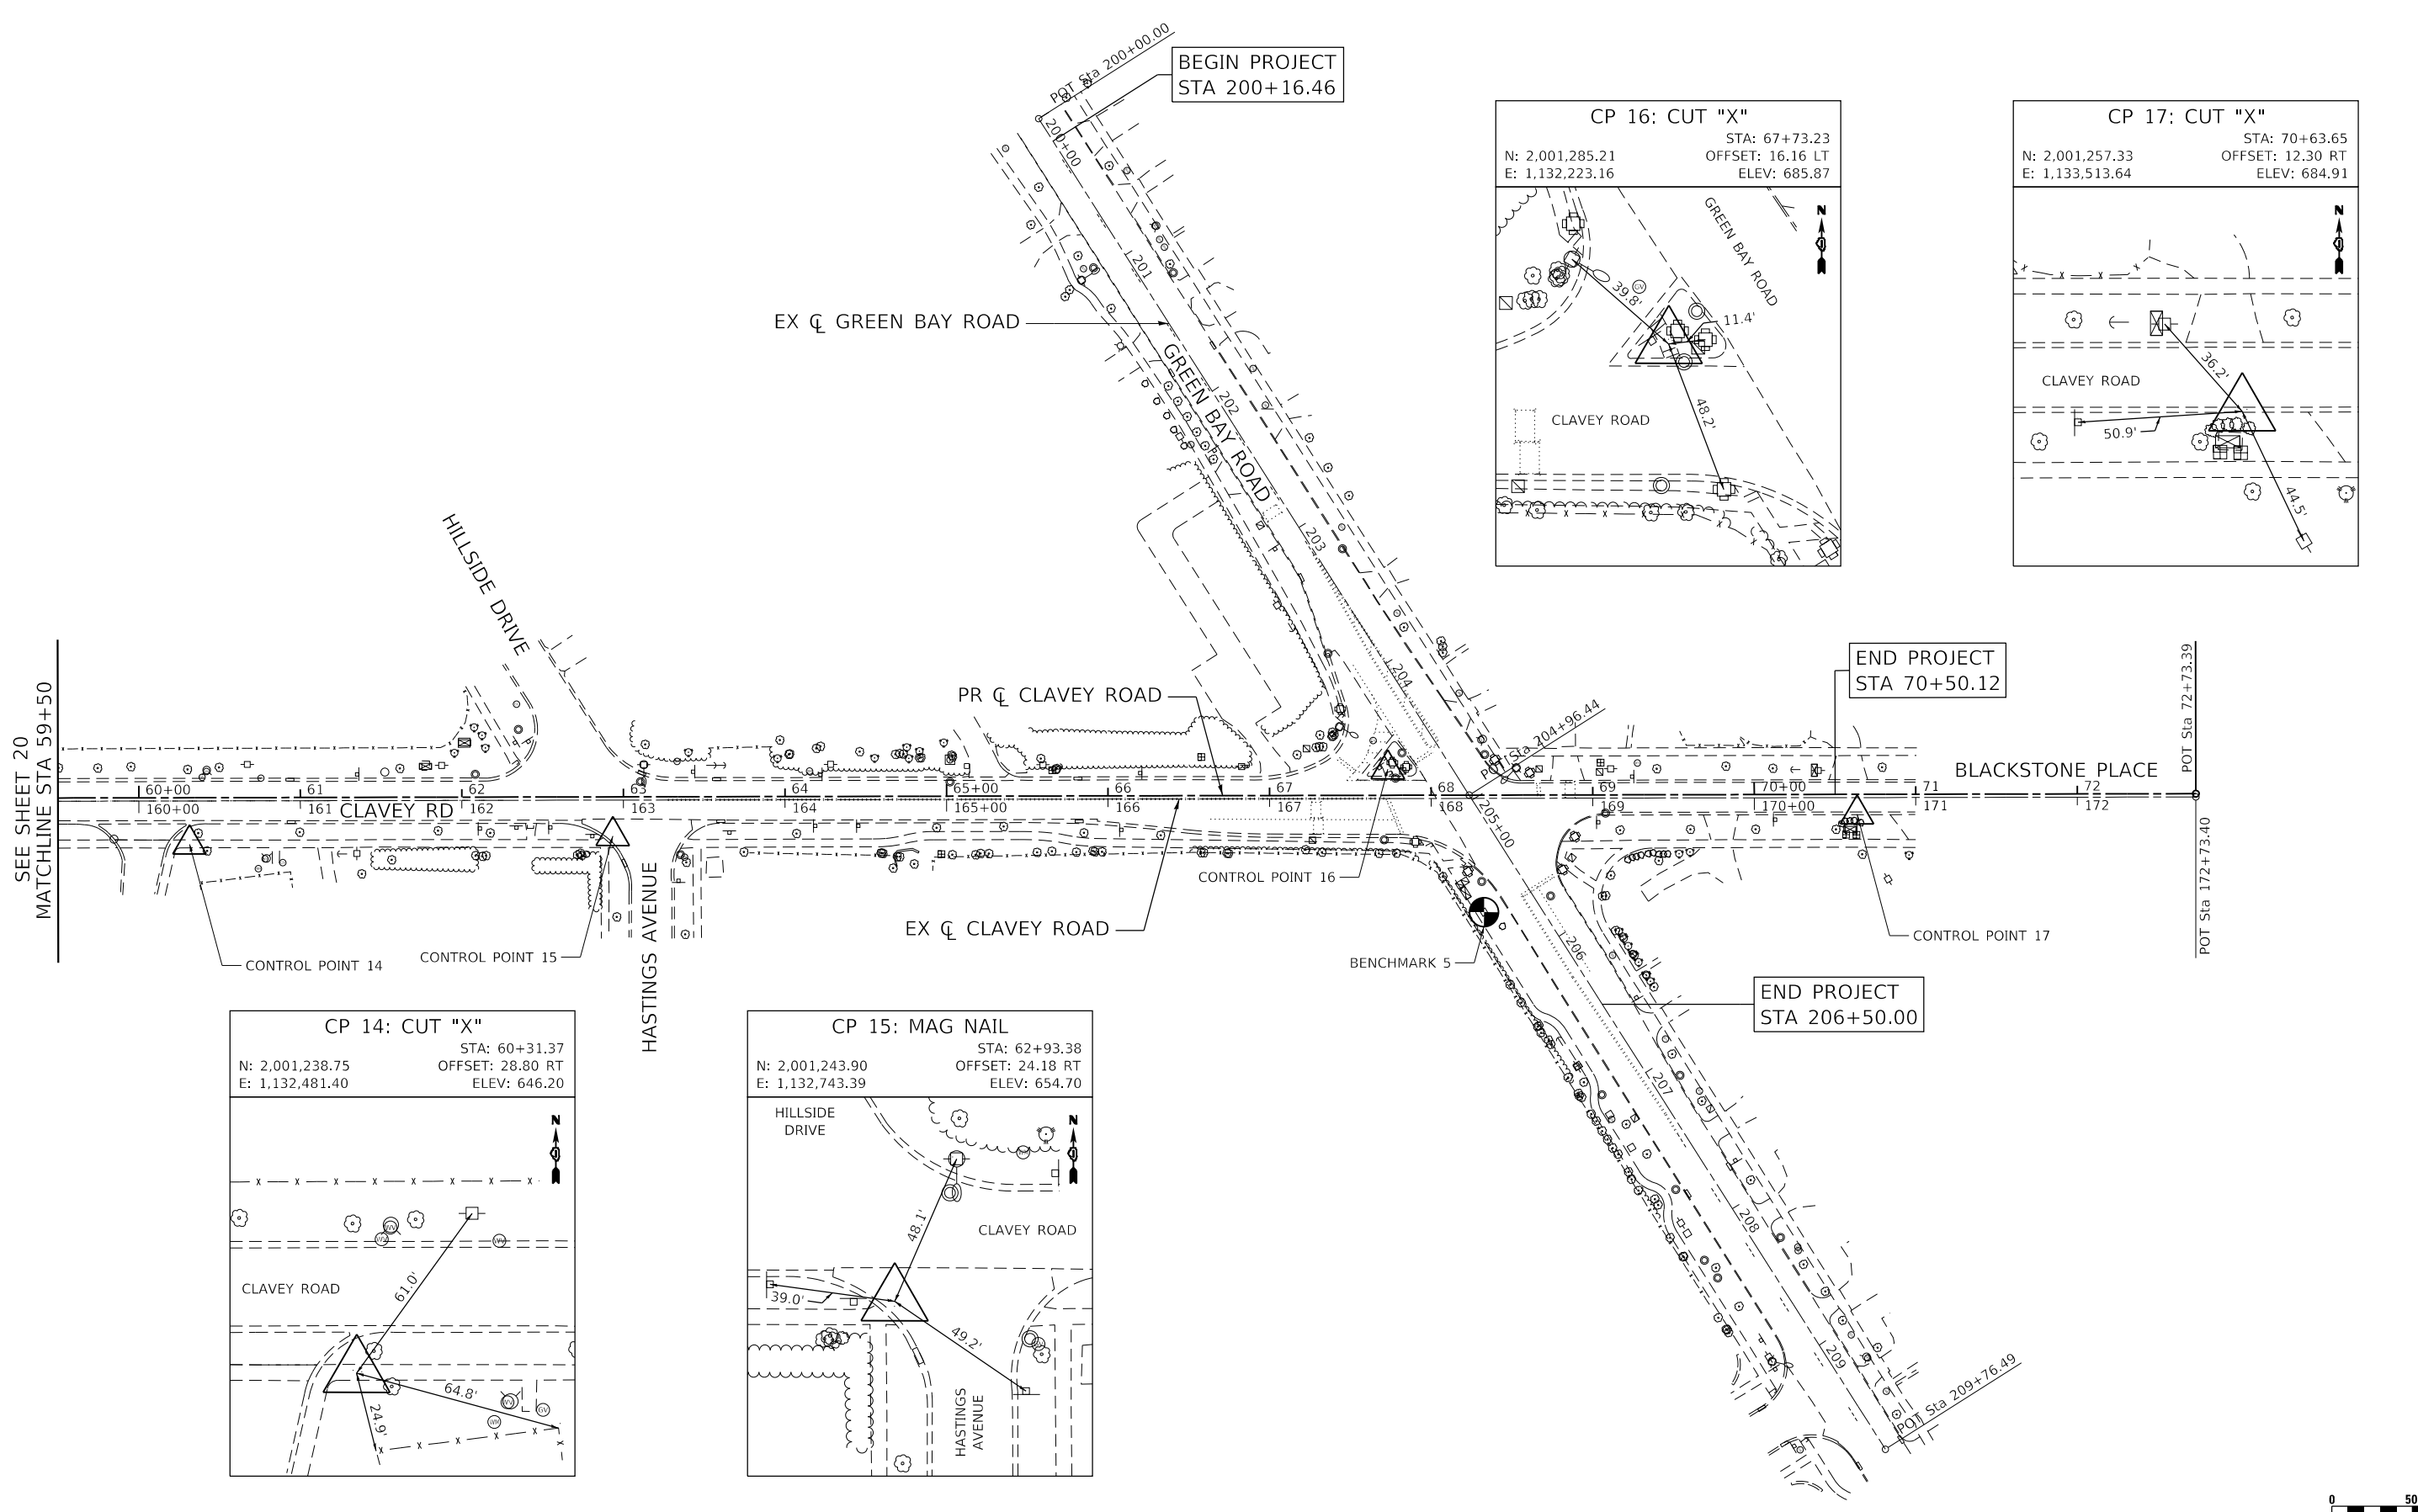 POT Sta 200+00.00
BEGIN PROJECT
STA 200+16.46
200+00
201
EX ℄ GREEN BAY ROAD
GREEN BAY ROAD
202
203
204
CP 16: CUT "X"
STA: 67+73.23
N: 2,001,285.21 OFFSET: 16.16 LT
E: 1,132,223.16 ELEV: 685.87
N
GREEN BAY ROAD
39.8'
GV
11.4'
48.2'
CLAVEY ROAD
CP 17: CUT "X"
STA: 70+63.65
N: 2,001,257.33 OFFSET: 12.30 RT
E: 1,133,513.64 ELEV: 684.91
N
CLAVEY ROAD
36.2'
50.9'
44.5'
HILLSIDE DRIVE
SEE SHEET 20
MATCHLINE STA 59+50
PR ℄ CLAVEY ROAD
POT Sta 204+96.44
END PROJECT
STA 70+50.12
POT Sta 172+73.39
BLACKSTONE PLACE
60+00 61 62 63 64 65+00 66 67 68 69 70+00 71 72
CLAVEY RD
160+00 161 162 163 164 165+00 166 167 168 169 170+00 171 172
205+00
CONTROL POINT 16
EX ℄ CLAVEY ROAD
HASTINGS AVENUE
CONTROL POINT 14
CONTROL POINT 15
BENCHMARK 5
206
CONTROL POINT 17
POT Sta 172+73.40
END PROJECT
STA 206+50.00
207
208
209
POT Sta 209+76.49
CP 14: CUT "X"
STA: 60+31.37
N: 2,001,238.75 OFFSET: 28.80 RT
E: 1,132,481.40 ELEV: 646.20
N
CLAVEY ROAD
61.0'
64.8'
24.9'
GV
CP 15: MAG NAIL
STA: 62+93.38
N: 2,001,243.90 OFFSET: 24.18 RT
E: 1,132,743.39 ELEV: 654.70
HILLSIDE
DRIVE
N
CLAVEY ROAD
48.1'
39.0'
49.2'
HASTINGS
AVENUE
0 50